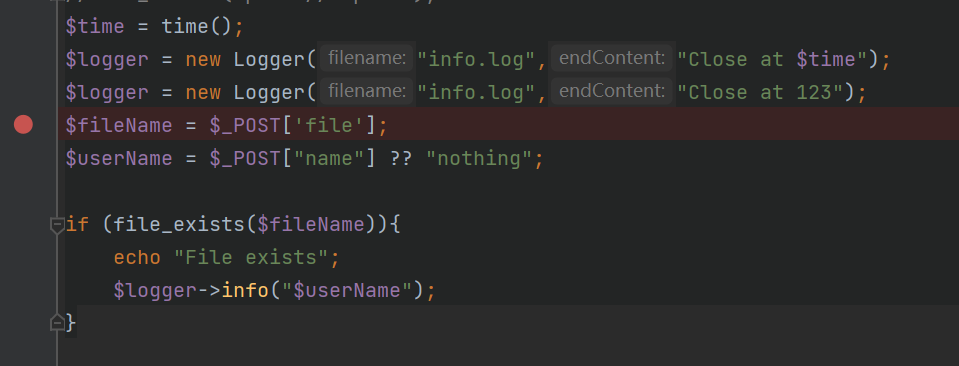 $time = time();
$logger = new Logger( filename: "info.log", endContent: "Close at $time");
$logger = new Logger( filename: "info.log", endContent: "Close at 123");
$fileName = $_POST['file'];
$userName = $_POST["name"] ?? "nothing";
if (file_exists($fileName)){
echo "File exists";
$logger->info("$userName");
}